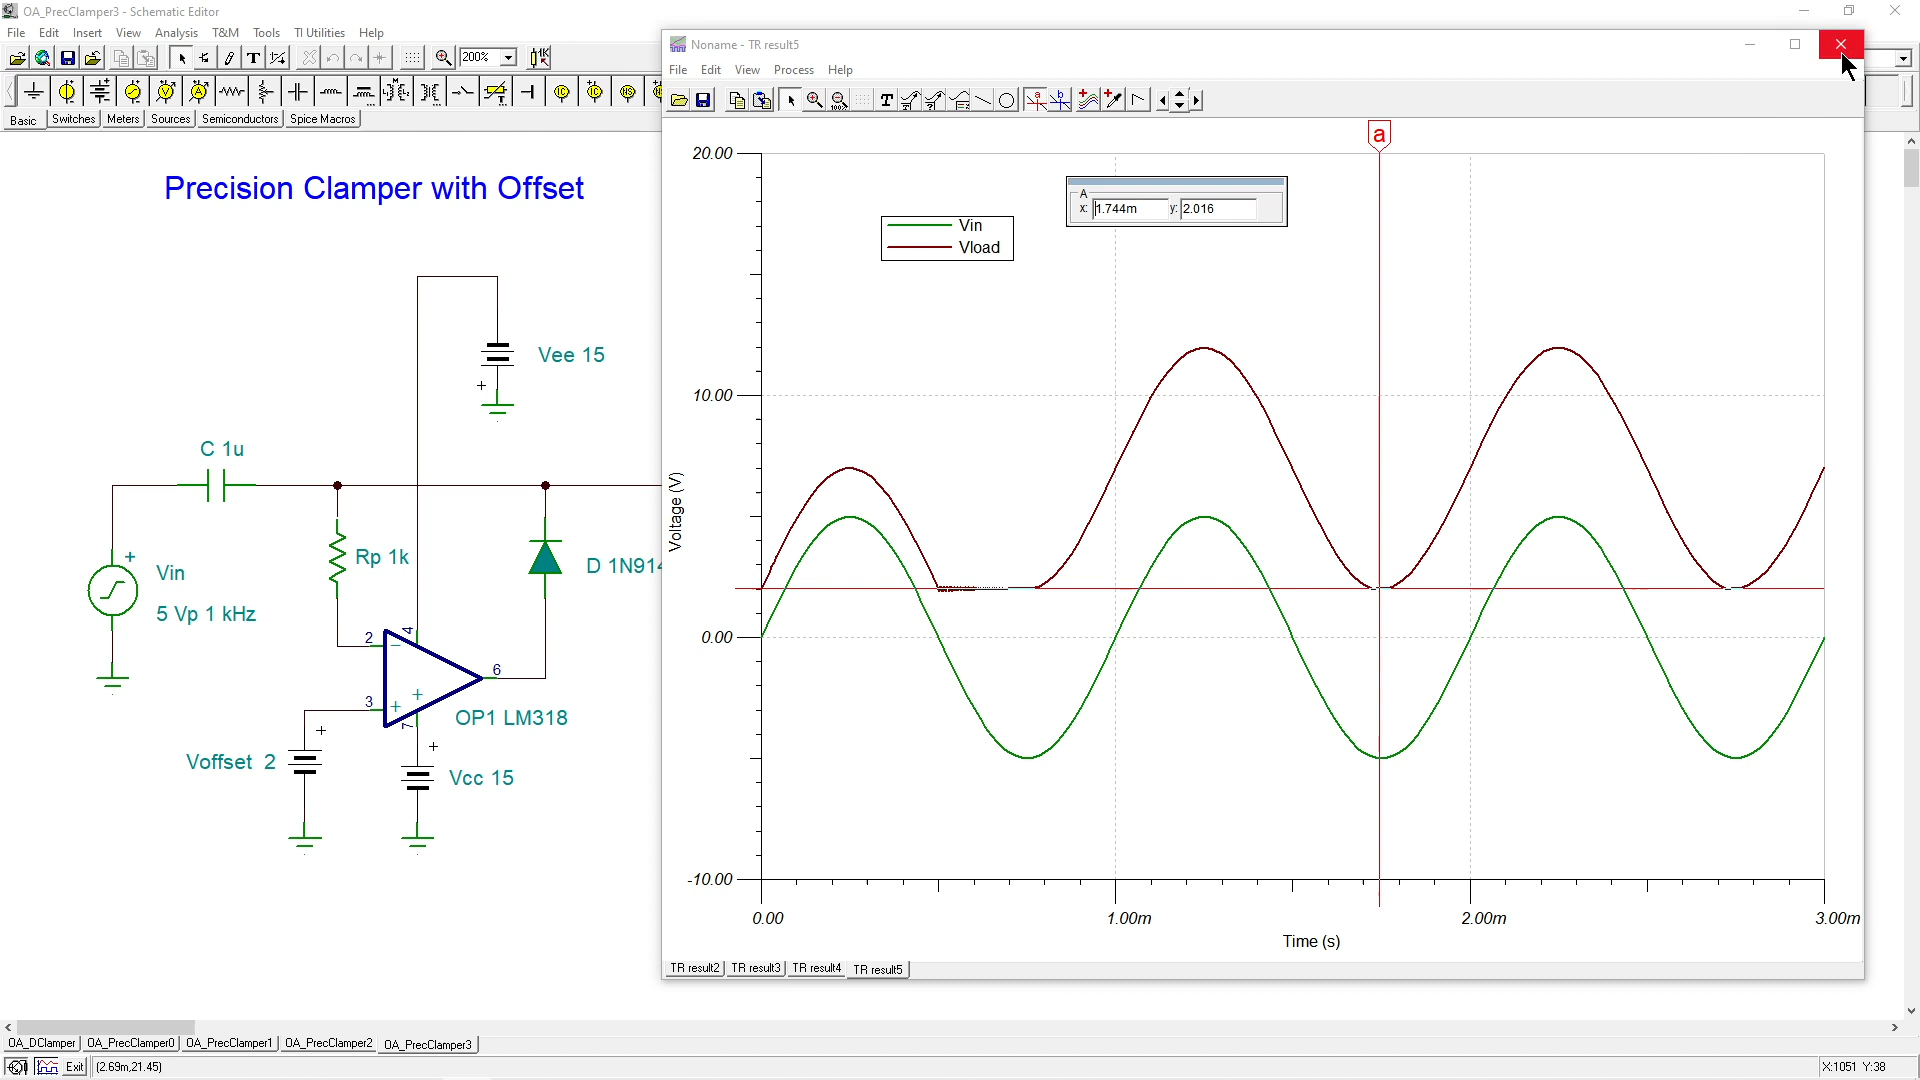 OA_PrecClamper3 - Schematic Editor
File Edit Insert View Analysis T&M Tools TI Utilities Help
200%
Basic Switches Meters Sources Semiconductors Spice Macros
Precision Clamper with Offset
Vee 15
+
C 1u
Rp 1k
D 1N914
+
Vin
5 Vp 1 kHz
2
4
6
3
7
OP1 LM318
+
Voffset 2
+
Vcc 15
Noname - TR result5
File Edit View Process Help
a
20.00
A
x: 1.744m y: 2.016
Vin
Vload
10.00
Voltage (V)
0.00
-10.00
0.00 1.00m 2.00m 3.00m
Time (s)
TR result2 TR result3 TR result4 TR result5
OA_DClamper OA_PrecClamper0 OA_PrecClamper1 OA_PrecClamper2 OA_PrecClamper3
Exit (2.69m,21.45) X:1051 Y:38